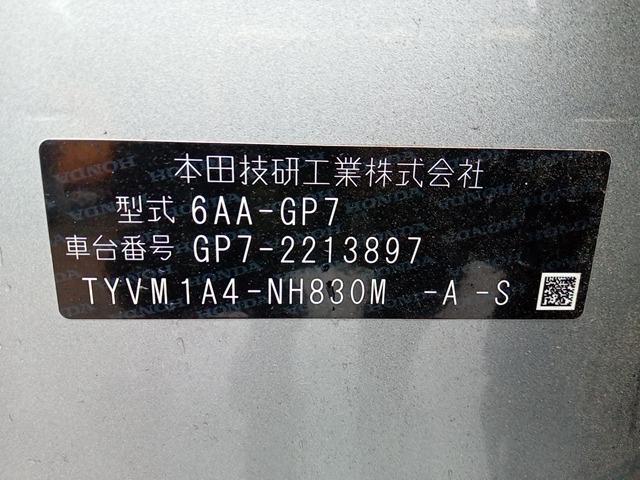 本田技研工業株式会社
型式 6AA-GP7
車台番号 GP7-2213897
TYVM1A4-NH830M -A -S